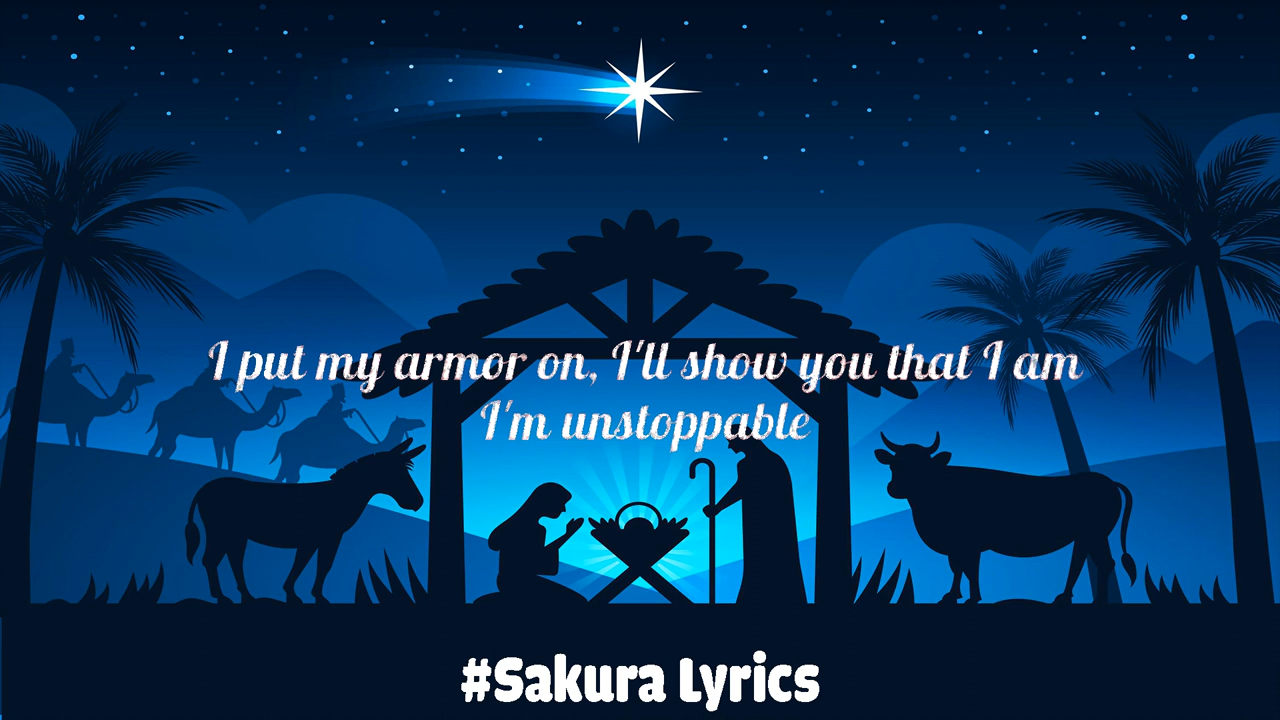 I put my armor on, I'll show you that I am
I'm unstoppable
#Sakura Lyrics